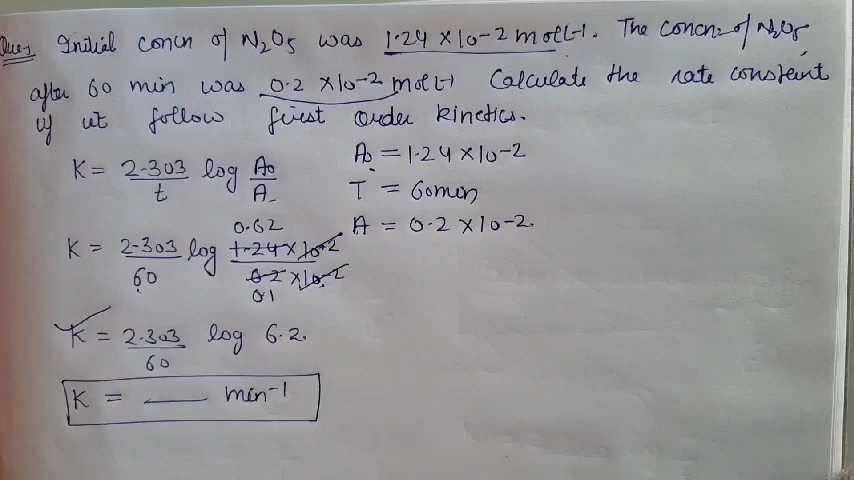 Ques Initial concn of N2O5 was 1.24 × 10-2 mol L-1. The concn of N2O5
after 60 min was 0.2 × 10-2 mol L-1 Calculate the rate constant
if it follow first order kinetics.
K = 2.303/t log A0/A
A0 = 1.24 × 10-2
T = 60 min
A = 0.2 × 10-2.
0.62
K = 2.303/60 log 1.24 × 10-2/0.2 × 10-2
0.1
K = 2.303/60 log 6.2.
K = ___ min-1